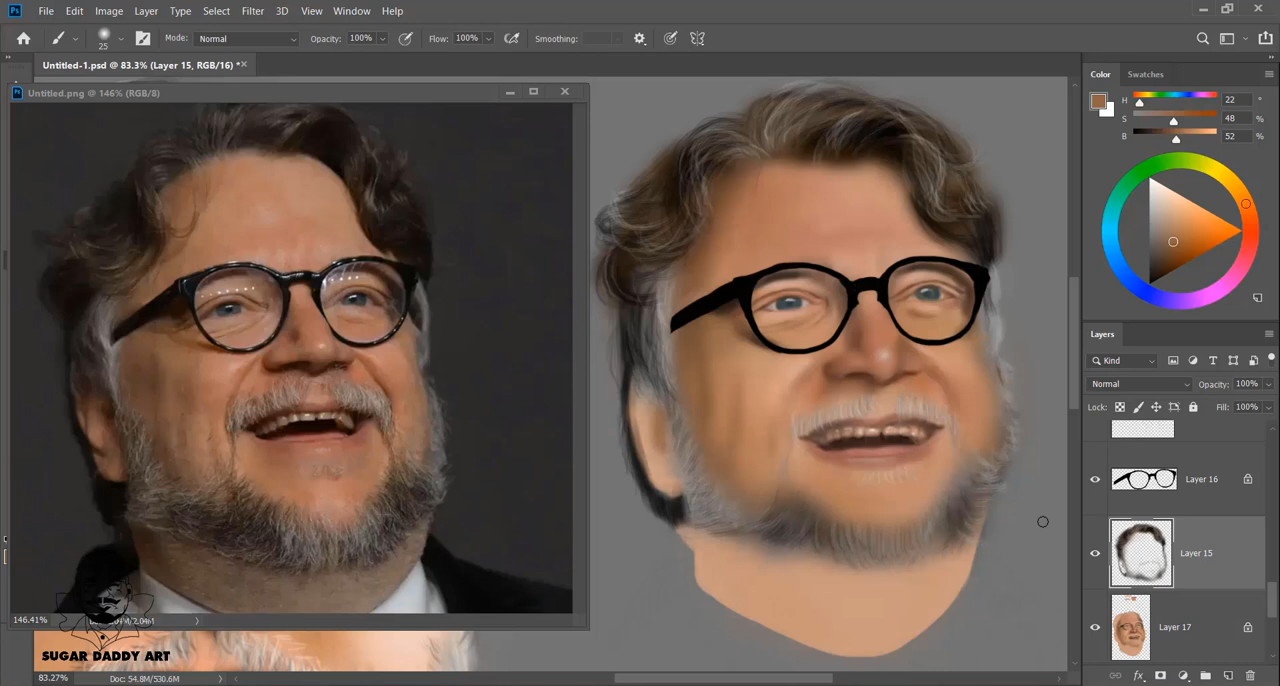 Ps File Edit Image Layer Type Select Filter 3D View Window Help
25 Mode: Normal Opacity: 100% Flow: 100% Smoothing:
Untitled-1.psd @ 83.3% (Layer 15, RGB/16) * ×
Untitled.png @ 146% (RGB/8)
Color Swatches
H 22 °
S 48 %
B 52 %
Layers
Kind
Normal Opacity: 100%
Lock: Fill: 100%
Layer 16
Layer 15
Layer 17
146.41%
SUGAR DADDY ART
83.27% Doc: 54.8M/530.6M